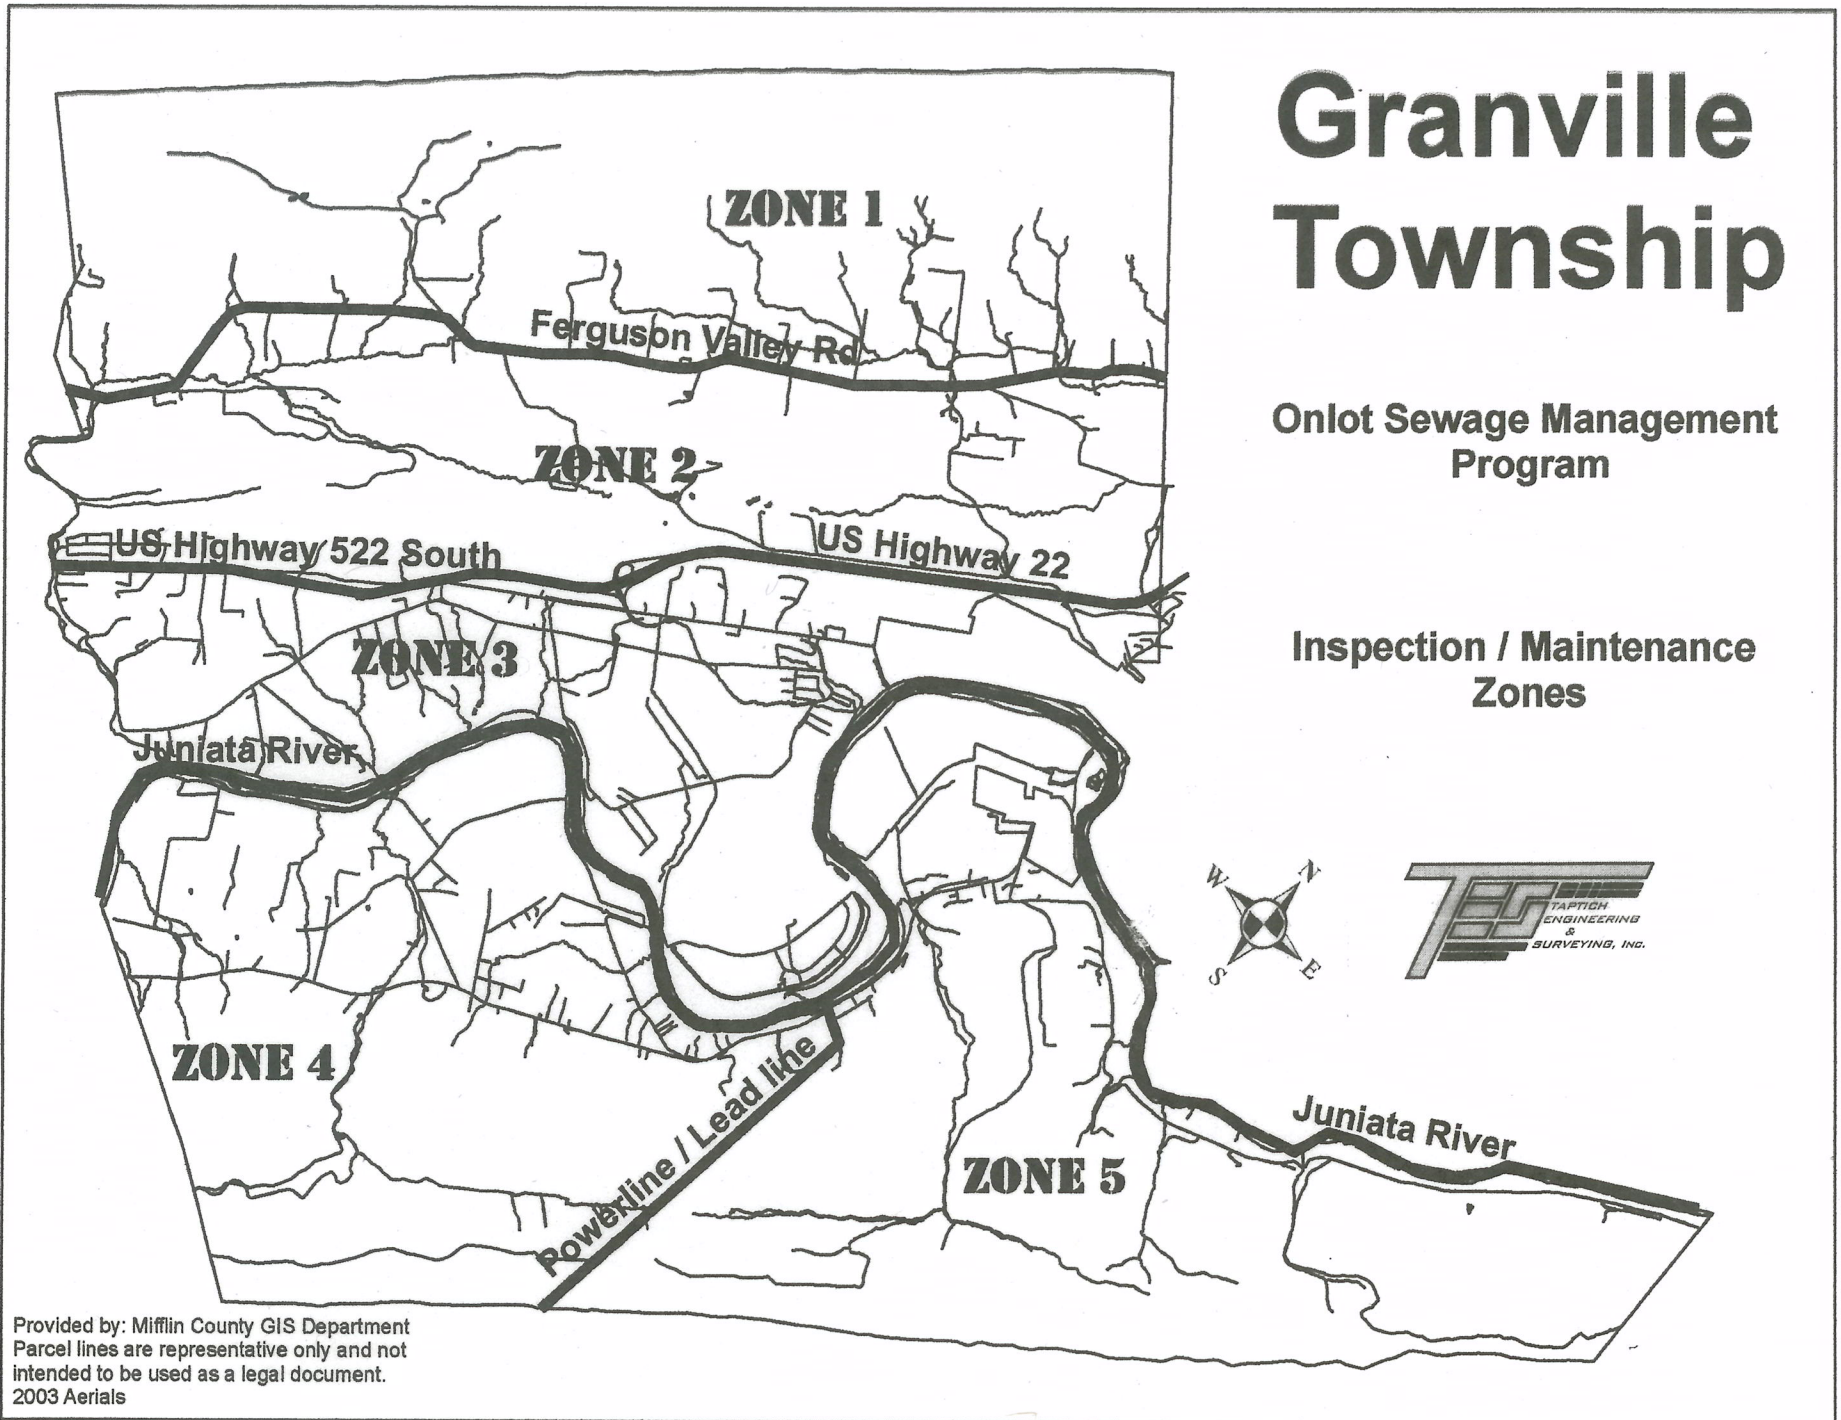 Granville
Township
ZONE 1
Ferguson Valley Rd
Onlot Sewage Management
Program
ZONE 2
US Highway 522 South
US Highway 22
Inspection / Maintenance
Zones
ZONE 3
Juniata River
W
N
S
E
TES
TAPTICH
ENGINEERING
&
SURVEYING, INC.
ZONE 4
Powerline / Lead line
Juniata River
ZONE 5
Provided by: Mifflin County GIS Department
Parcel lines are representative only and not
intended to be used as a legal document.
2003 Aerials